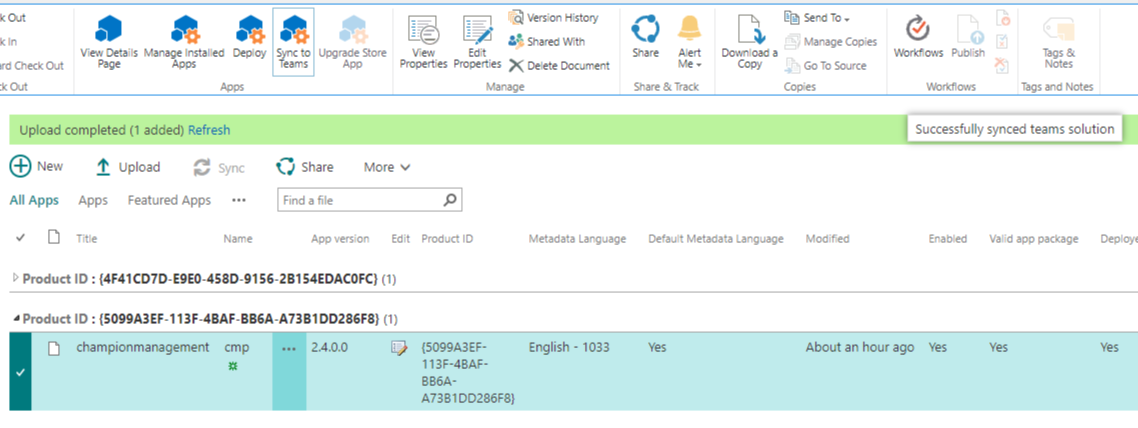 ck Out
ck In
ard Check Out
ck Out
View Details Page
Manage Installed Apps
Deploy
Sync to Teams
Upgrade Store App
Apps
View Properties
Edit Properties
Version History
Shared With
Delete Document
Manage
Share
Alert Me
Share & Track
Download a Copy
Send To
Manage Copies
Go To Source
Copies
Workflows
Publish
Workflows
Tags & Notes
Tags and Notes
Upload completed (1 added) Refresh
Successfully synced teams solution
New
Upload
Sync
Share
More
All Apps
Apps
Featured Apps
...
Find a file
Title
Name
App version
Edit
Product ID
Metadata Language
Default Metadata Language
Modified
Enabled
Valid app package
Deploye
Product ID : {4F41CD7D-E9E0-458D-9156-2B154EDAC0FC} (1)
Product ID : {5099A3EF-113F-4BAF-BB6A-A73B1DD286F8} (1)
championmanagement
cmp
...
2.4.0.0
{5099A3EF-
113F-4BAF-
BB6A-
A73B1DD286F8}
English - 1033
Yes
About an hour ago
Yes
Yes
Yes